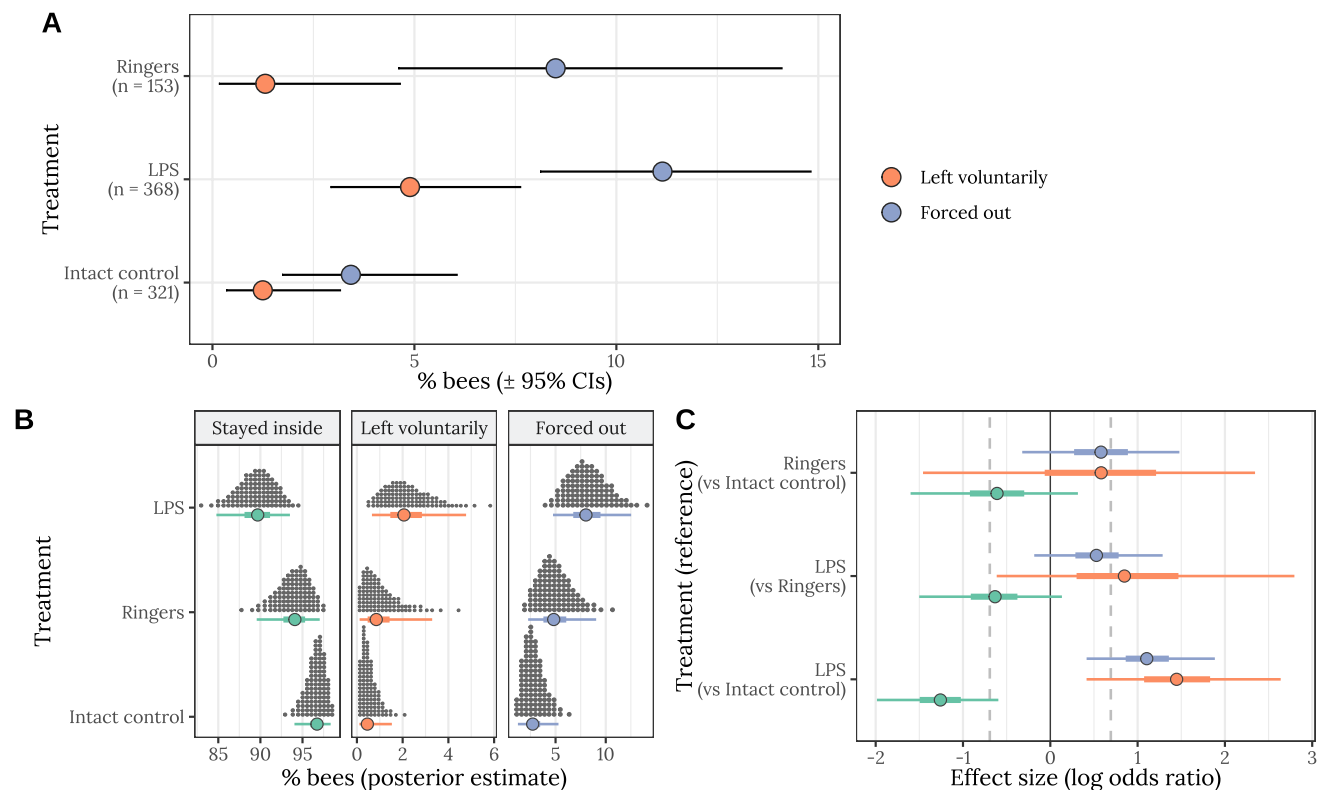 A
Treatment
Ringers
(n = 153)
LPS
(n = 368)
Intact control
(n = 321)
0 5 10 15
% bees (± 95% CIs)
Left voluntarily
Forced out
B
Treatment
Stayed inside Left voluntarily Forced out
LPS
Ringers
Intact control
85 90 95 0 2 4 6 5 10
% bees (posterior estimate)
C
Treatment (reference)
Ringers
(vs Intact control)
LPS
(vs Ringers)
LPS
(vs Intact control)
-2 -1 0 1 2 3
Effect size (log odds ratio)